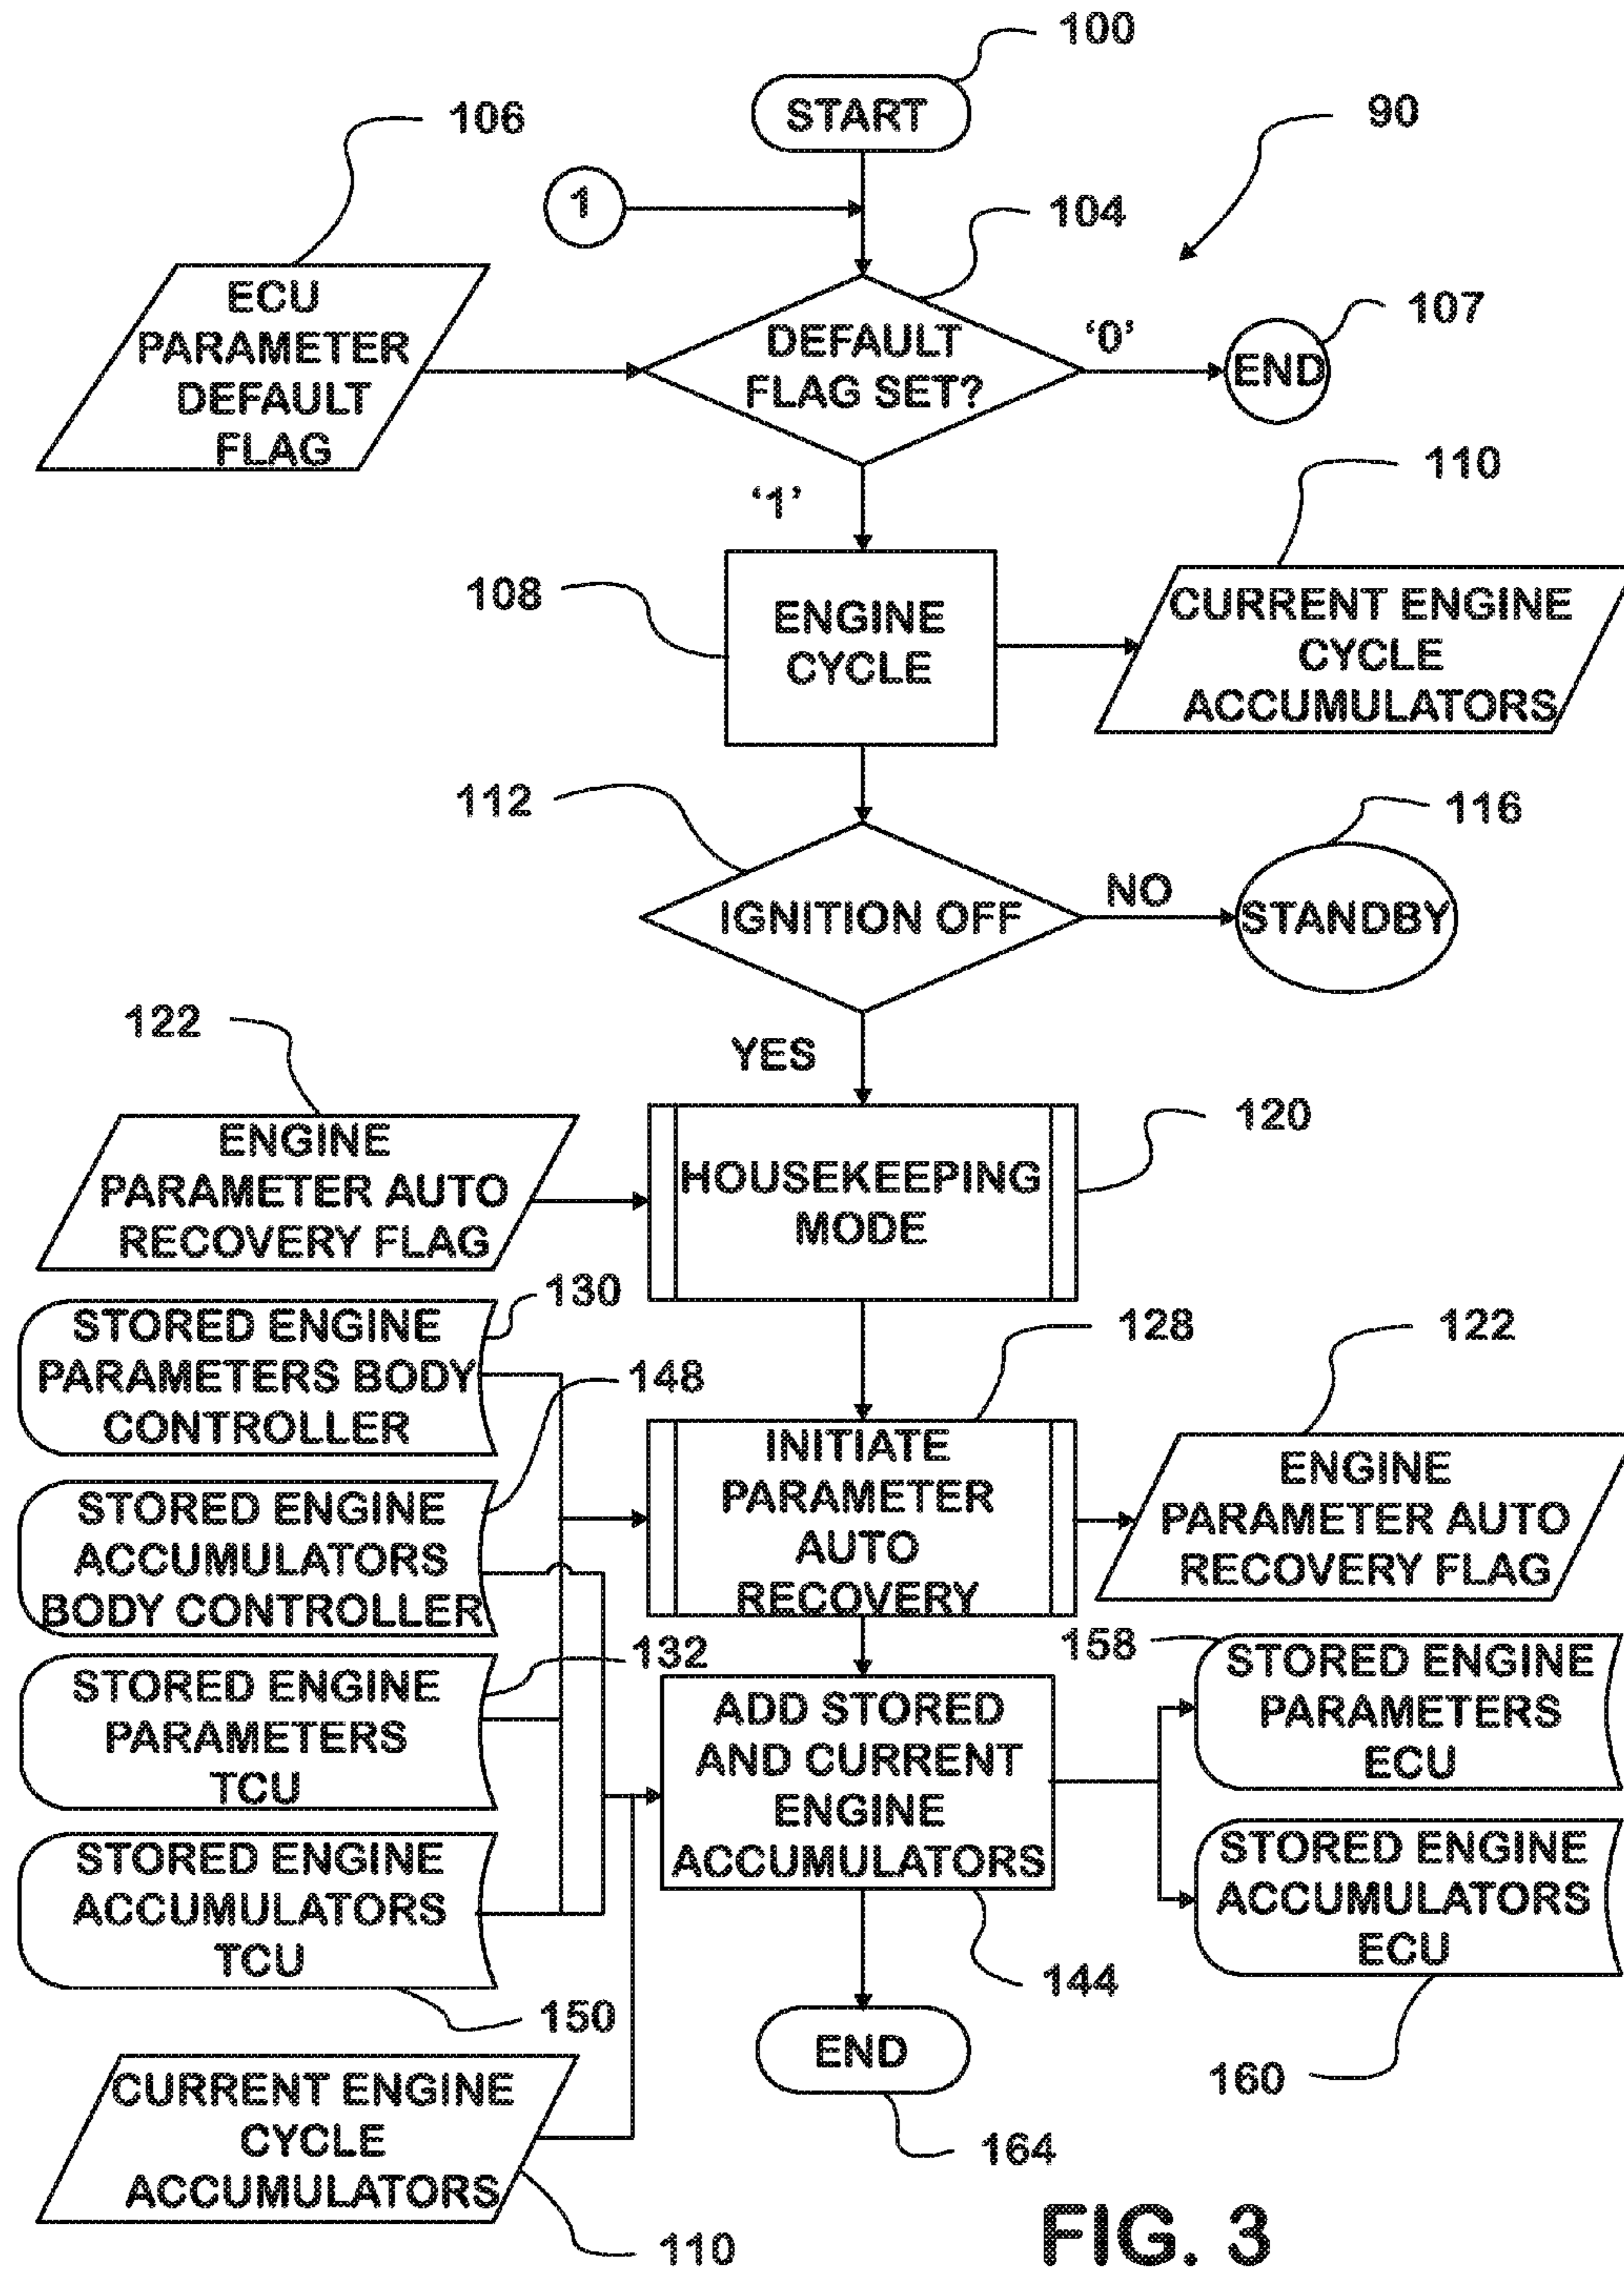 100
START
106
90
1
104
ECU
PARAMETER
DEFAULT
FLAG
DEFAULT
FLAG SET?
‘0’
107
END
‘1’
110
108
ENGINE
CYCLE
CURRENT ENGINE
CYCLE
ACCUMULATORS
112
116
IGNITION OFF
NO
STANDBY
122
YES
ENGINE
PARAMETER AUTO
RECOVERY FLAG
HOUSEKEEPING
MODE
120
130
STORED ENGINE
PARAMETERS BODY
CONTROLLER
128
122
148
INITIATE
PARAMETER
AUTO
RECOVERY
ENGINE
PARAMETER AUTO
RECOVERY FLAG
STORED ENGINE
ACCUMULATORS
BODY CONTROLLER
132
158
STORED ENGINE
PARAMETERS
TCU
ADD STORED
AND CURRENT
ENGINE
ACCUMULATORS
STORED ENGINE
PARAMETERS
ECU
STORED ENGINE
ACCUMULATORS
TCU
STORED ENGINE
ACCUMULATORS
ECU
150
144
END
160
CURRENT ENGINE
CYCLE
ACCUMULATORS
164
110
FIG. 3